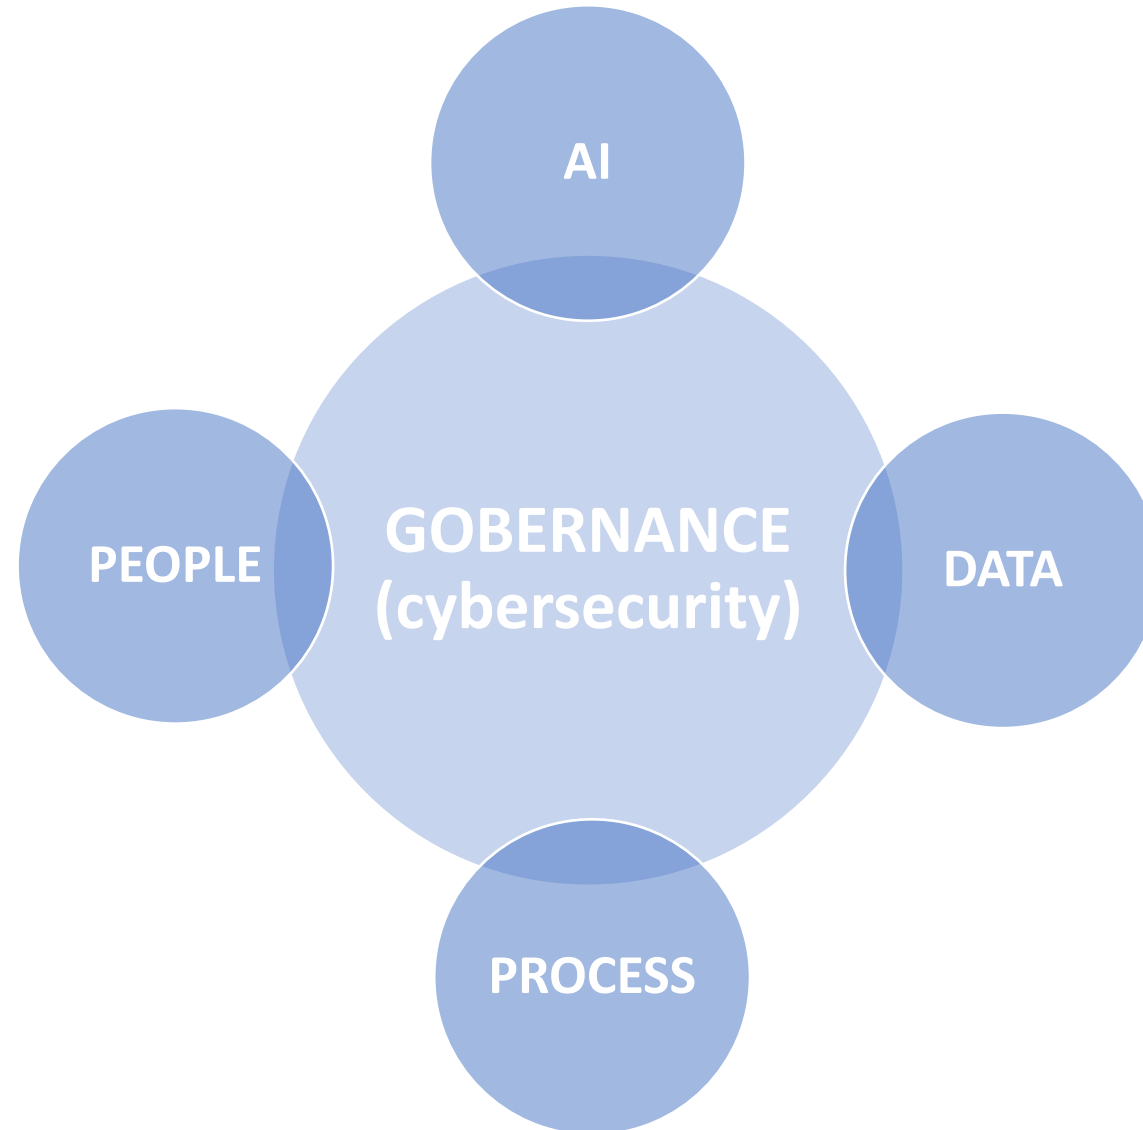 AI
PEOPLE
GOBERNANCE
(cybersecurity)
DATA
PROCESS